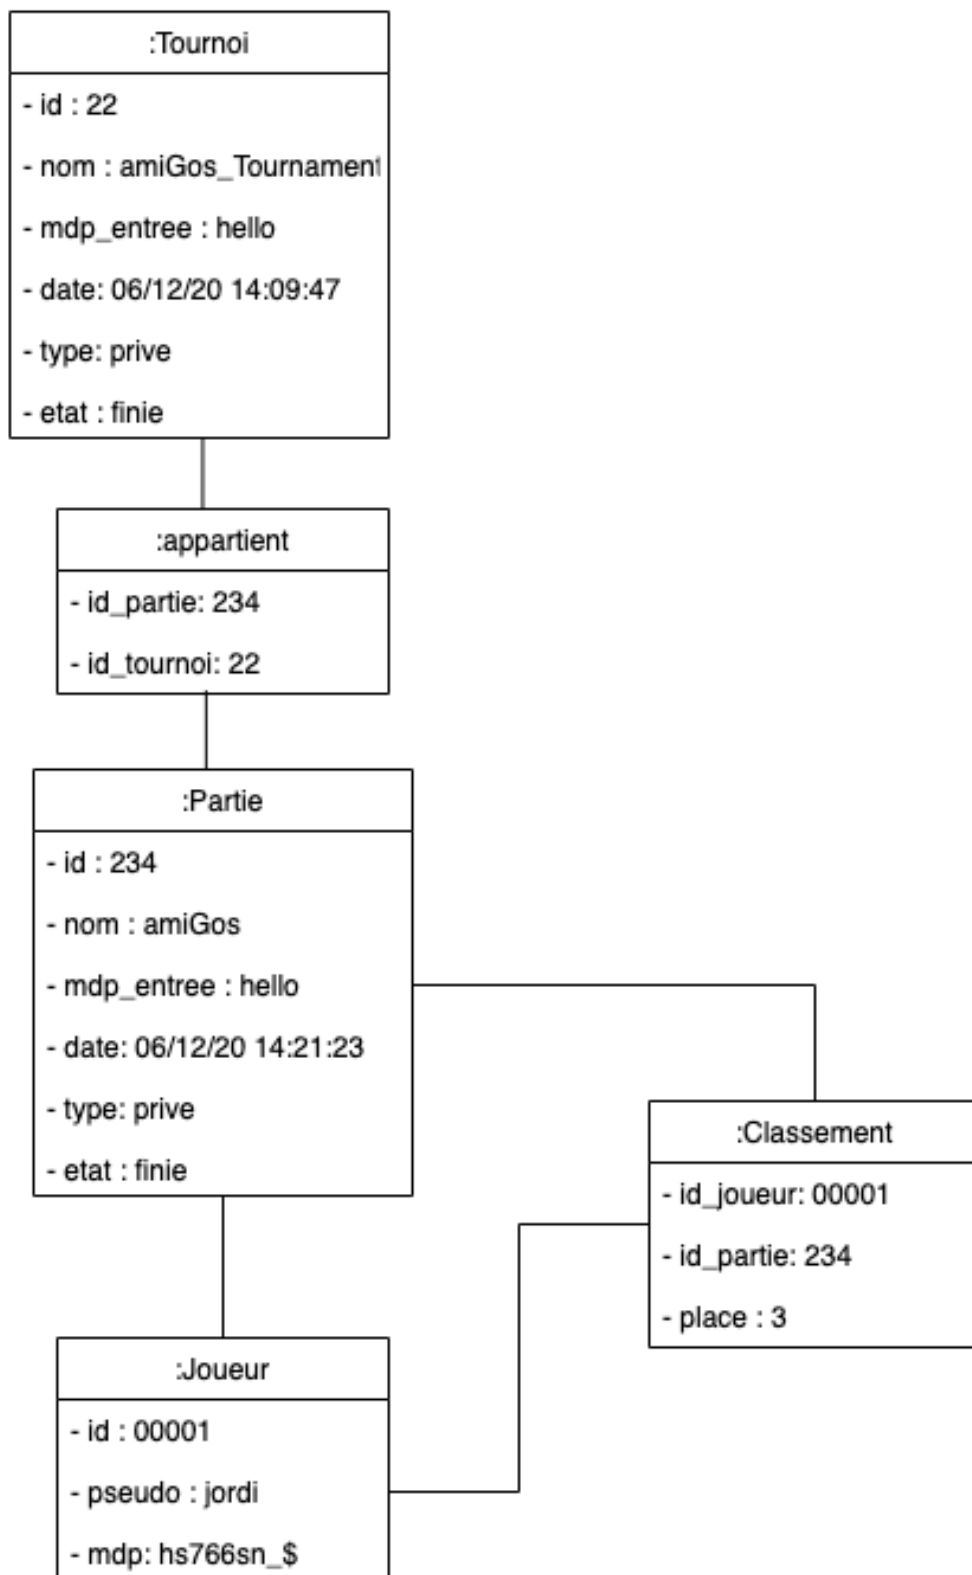 :Tournoi
- id : 22
- nom : amiGos_Tournament
- mdp_entree : hello
- date: 06/12/20 14:09:47
- type: prive
- etat : finie
:appartient
- id_partie: 234
- id_tournoi: 22
:Partie
- id : 234
- nom : amiGos
- mdp_entree : hello
- date: 06/12/20 14:21:23
- type: prive
- etat : finie
:Classement
- id_joueur: 00001
- id_partie: 234
- place : 3
:Joueur
- id : 00001
- pseudo : jordi
- mdp: hs766sn_$